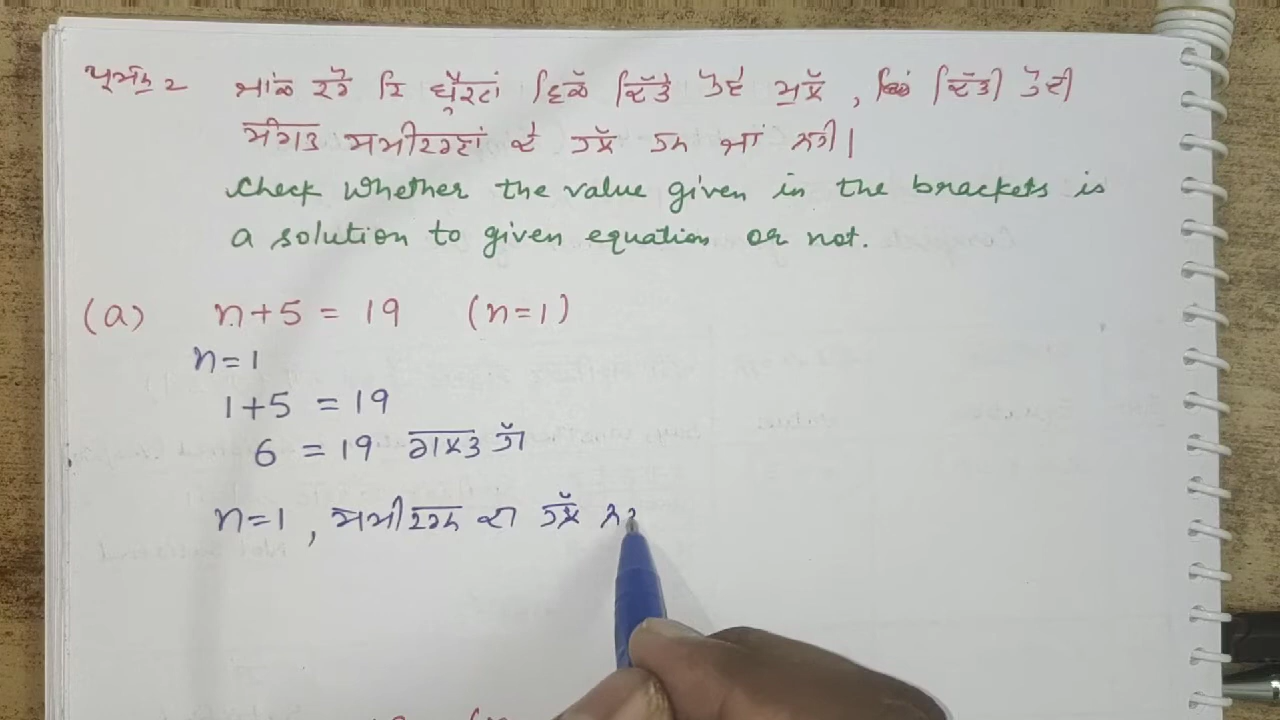 ਪ੍ਰਸ਼ਨ 2 ਜਾਂਚ ਕਰੋ ਕਿ ਬ੍ਰੈਕਟਾਂ ਵਿੱਚ ਦਿੱਤੇ ਹੋਏ ਮੁੱਲ, ਦਿੱਤੀ ਹੋਈ
ਸੰਗਤ ਸਮੀਕਰਣਾਂ ਦੇ ਹੱਲ ਹਨ ਜਾਂ ਨਹੀ।
Check whether the value given in the brackets is
a solution to given equation or not.
(a) n+5 = 19 (n=1)
n=1
1+5 = 19
6 = 19 ਗਲਤ ਹੈ
n=1, ਸਮੀਕਰਨ ਦਾ ਹੱਲ